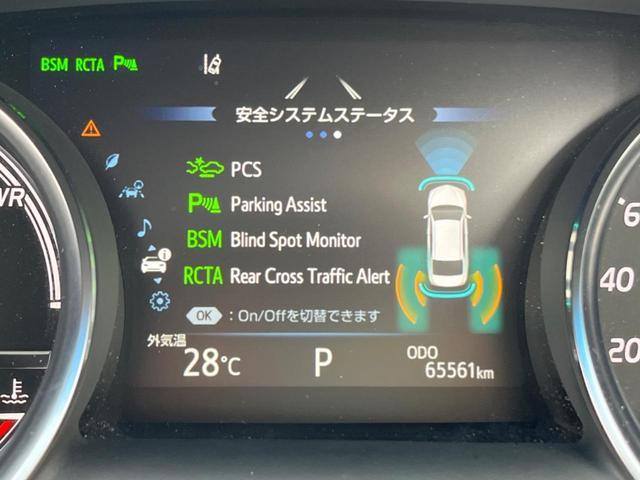 BSM RCTA P
安全システムステータス
PCS
P Parking Assist
BSM Blind Spot Monitor
RCTA Rear Cross Traffic Alert
OK : On/Offを切替できます
外気温
28℃
P
ODO
65561km
WR
60
40
20